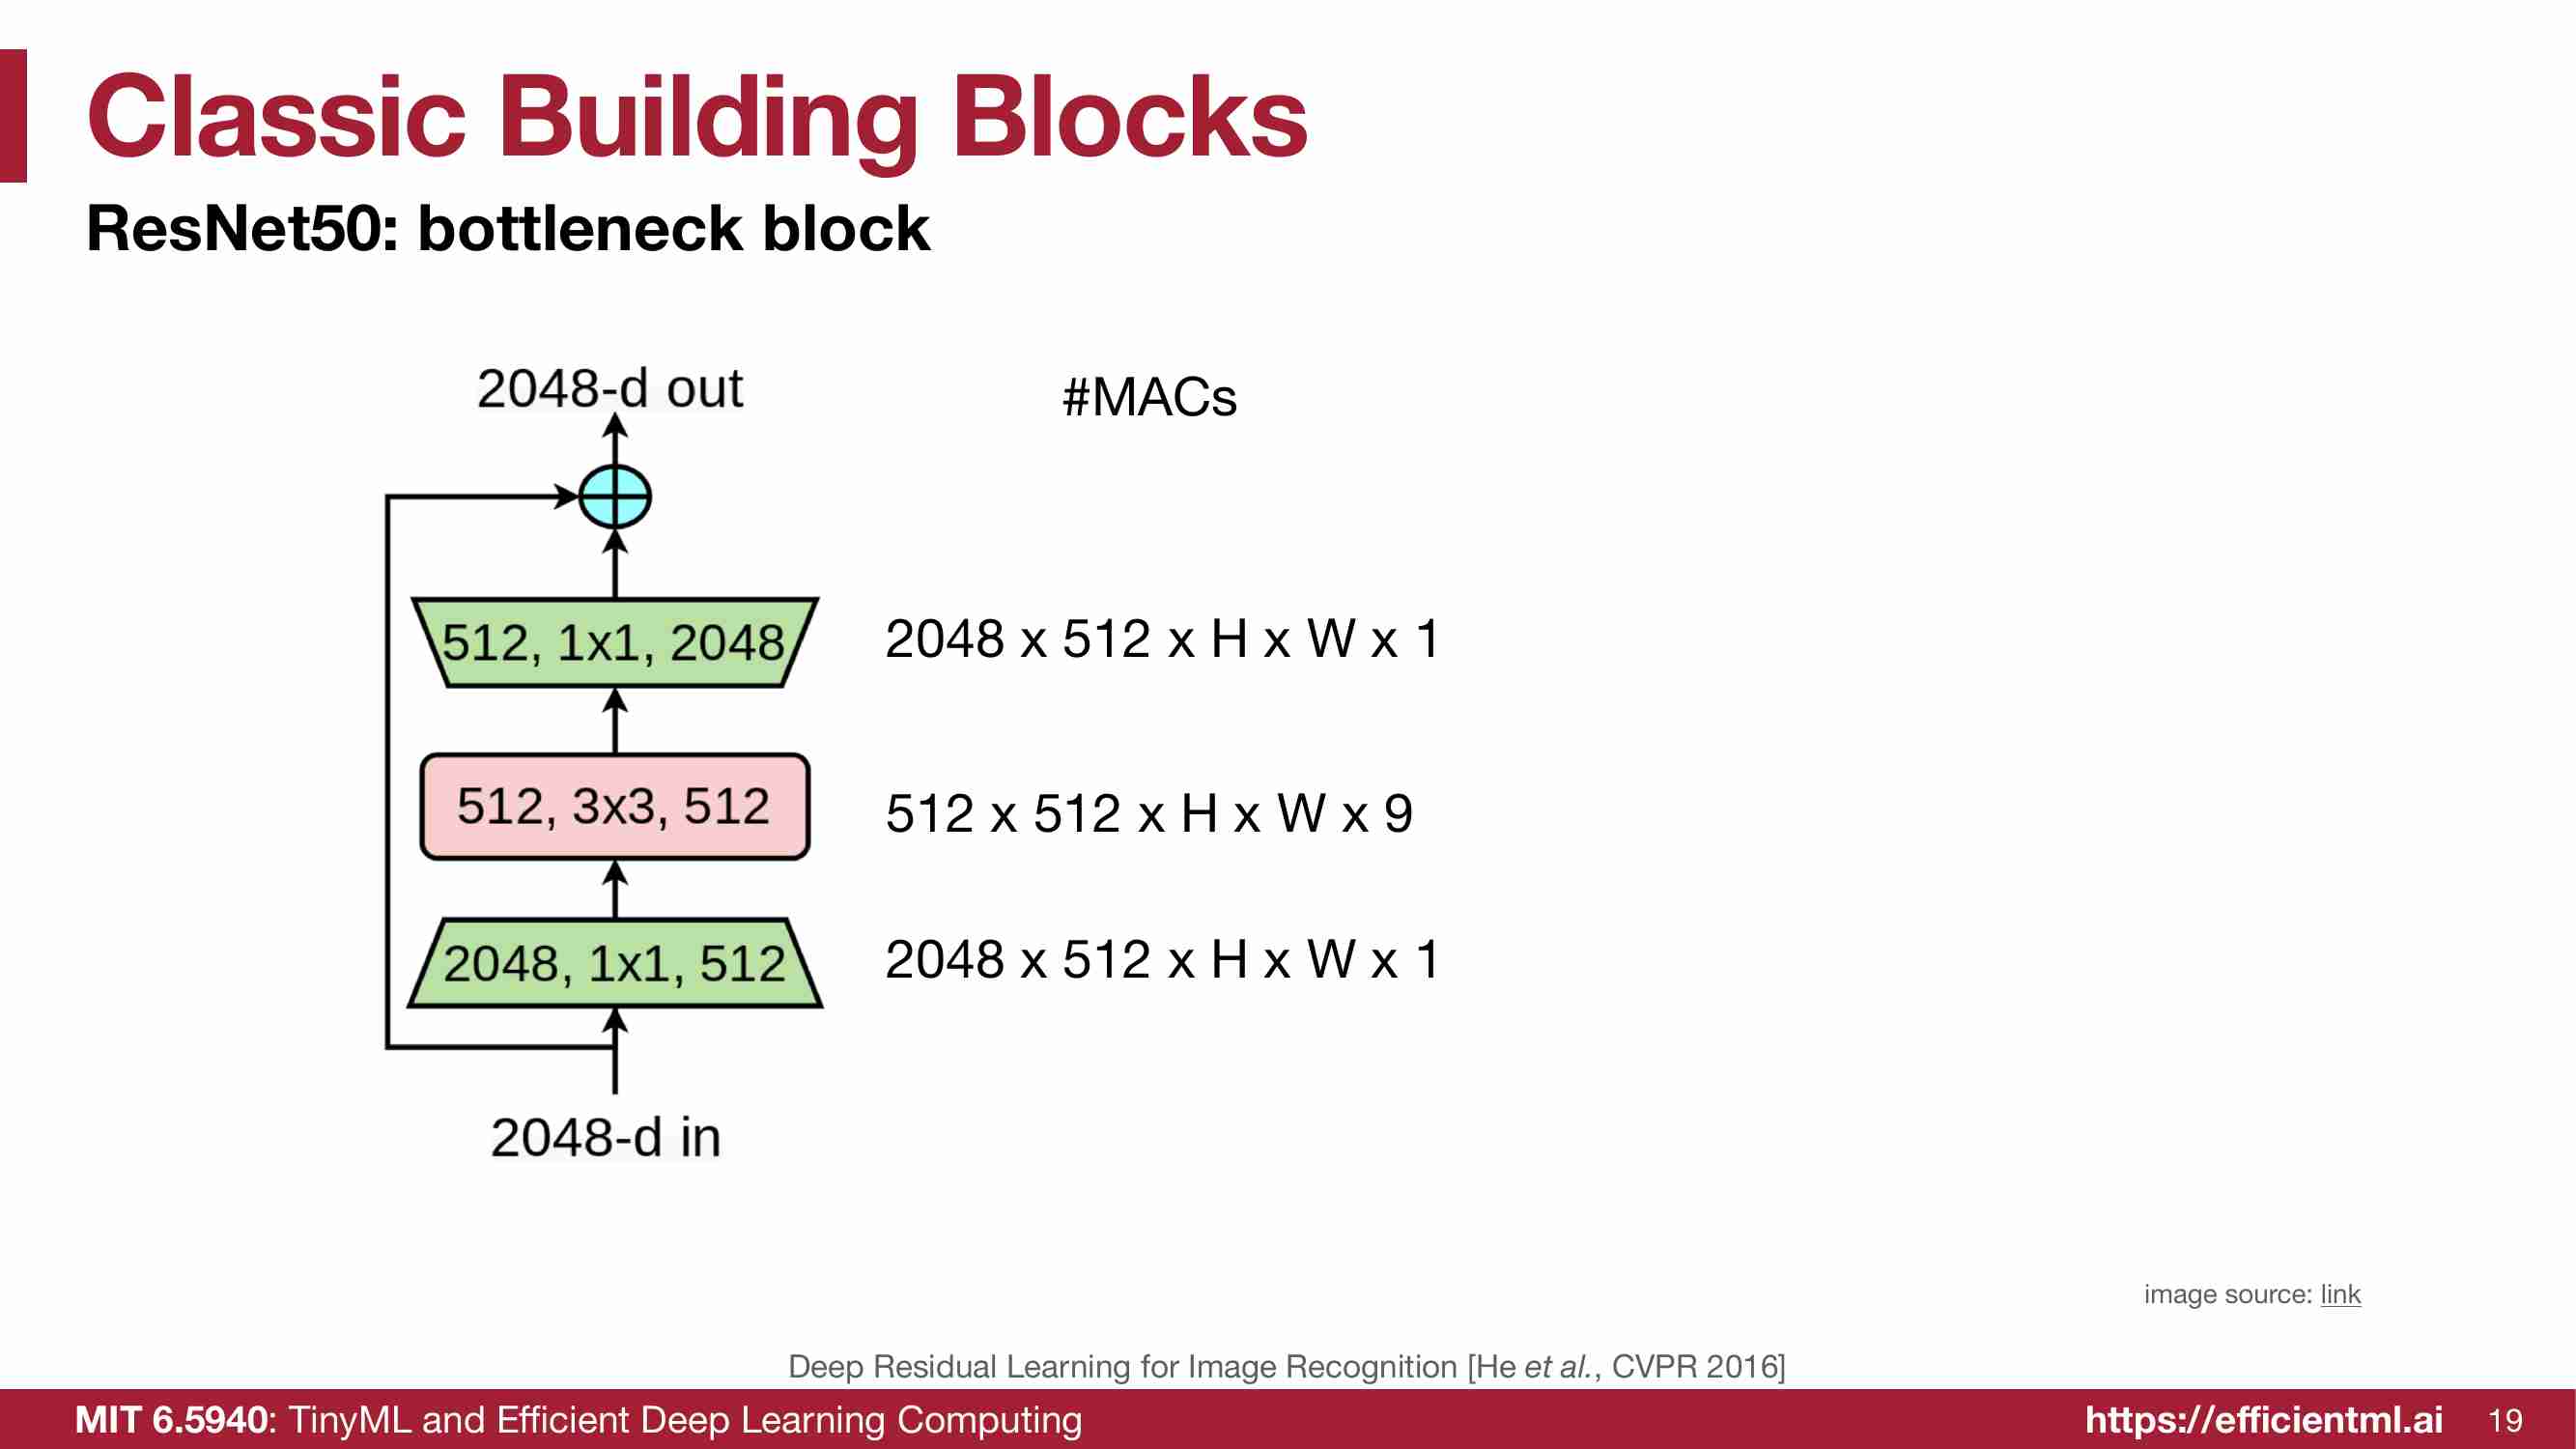 Classic Building Blocks
ResNet50: bottleneck block
2048-d out
#MACs
512, 1x1, 2048
2048 x 512 x H x W x 1
512, 3x3, 512
512 x 512 x H x W x 9
2048, 1x1, 512
2048 x 512 x H x W x 1
2048-d in
image source: link
Deep Residual Learning for Image Recognition [He et al., CVPR 2016]
MIT 6.5940: TinyML and Efficient Deep Learning Computing
https://efficientml.ai
19